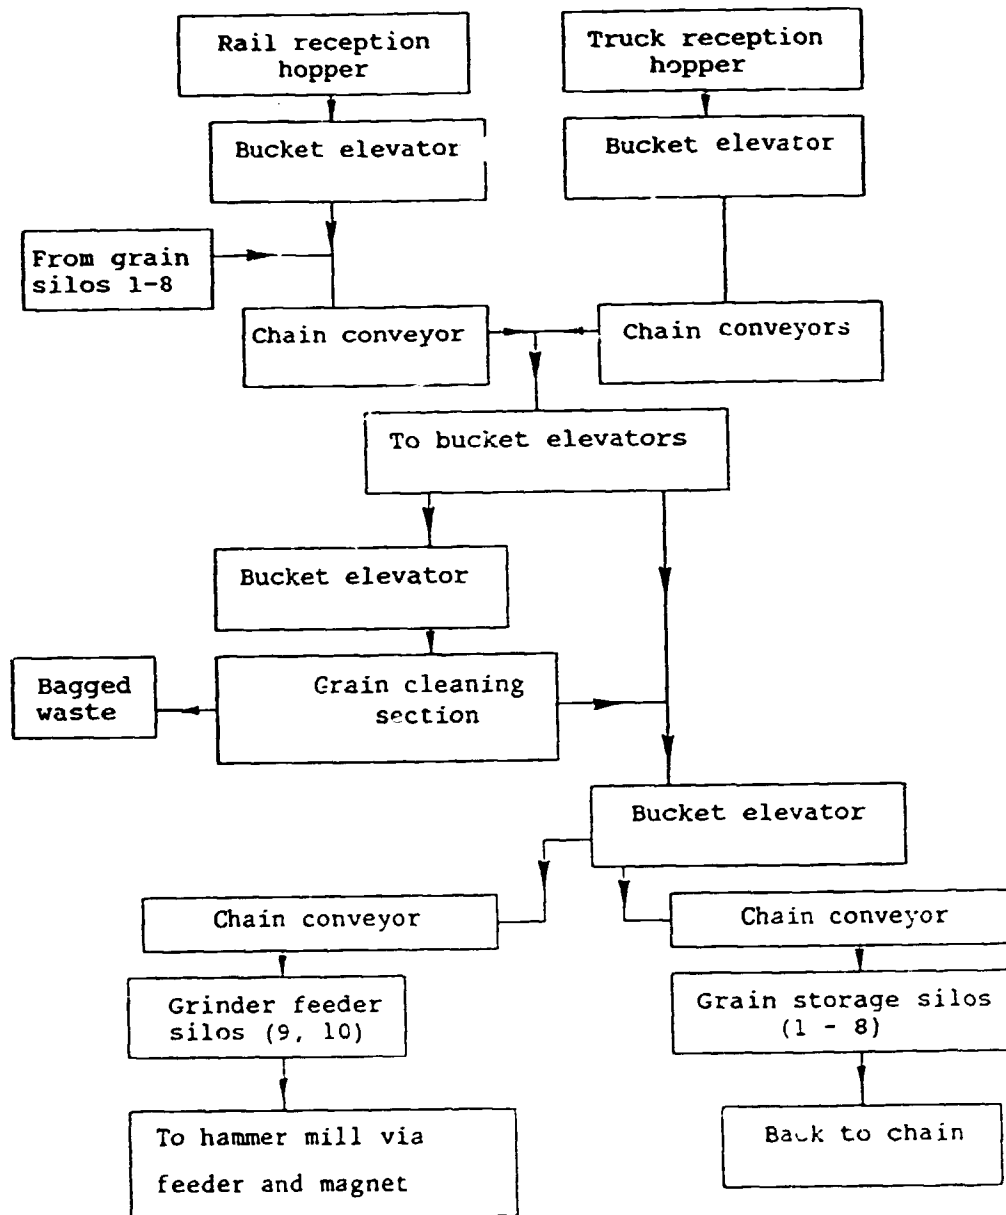 Rail reception
hopper
Truck reception
hopper
Bucket elevator
Bucket elevator
From grain
silos 1-8
Chain conveyor
Chain conveyors
To bucket elevators
Bucket elevator
Bagged
waste
Grain cleaning
section
Bucket elevator
Chain conveyor
Chain conveyor
Grinder feeder
silos (9, 10)
Grain storage silos
(1 - 8)
To hammer mill via
feeder and magnet
Back to chain